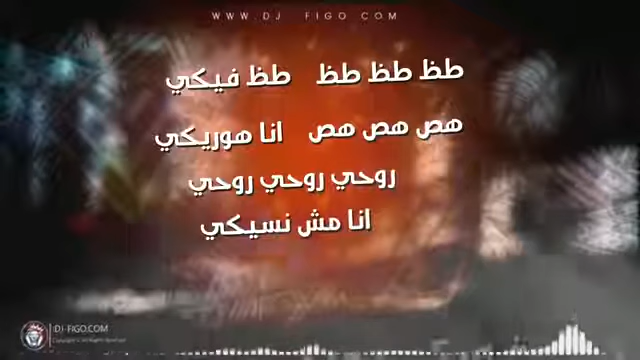 WWW.DJ FIGO.COM
طظ طظ طظ طظ فيكي
هص هص هص انا هوريكي
روحي روحي روحي
انا مش نسيكي
DJ-FIGO.COM